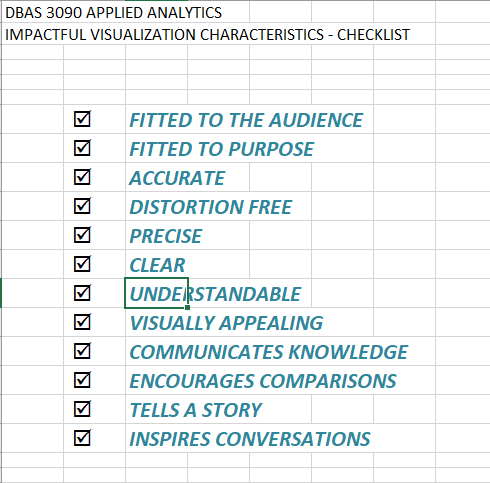 DBAS 3090 APPLIED ANALYTICS
IMPACTFUL VISUALIZATION CHARACTERISTICS - CHECKLIST
FITTED TO THE AUDIENCE
FITTED TO PURPOSE
ACCURATE
DISTORTION FREE
PRECISE
CLEAR
UNDERSTANDABLE
VISUALLY APPEALING
COMMUNICATES KNOWLEDGE
ENCOURAGES COMPARISONS
TELLS A STORY
INSPIRES CONVERSATIONS